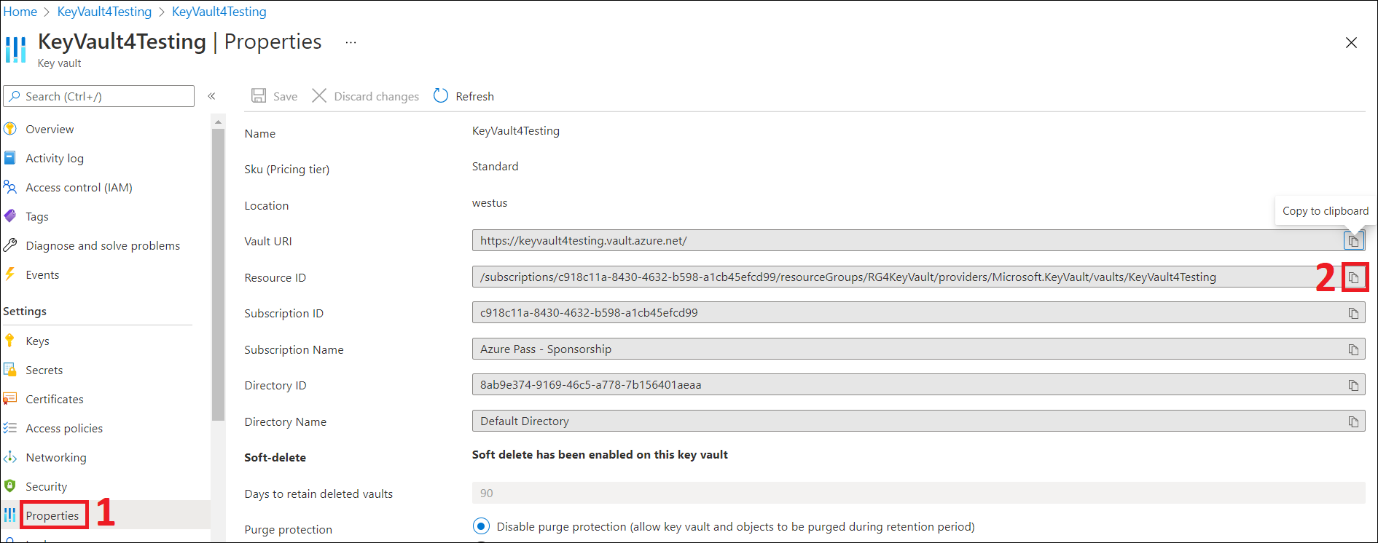 Home > KeyVault4Testing > KeyVault4Testing
KeyVault4Testing | Properties ...
Key vault
Search (Ctrl+/) «
Save Discard changes Refresh
Overview
Activity log
Access control (IAM)
Tags
Diagnose and solve problems
Events
Settings
Keys
Secrets
Certificates
Access policies
Networking
Security
Properties 1
Name KeyVault4Testing
Sku (Pricing tier) Standard
Location westus
Copy to clipboard
Vault URI https://keyvault4testing.vault.azure.net/
Resource ID /subscriptions/c918c11a-8430-4632-b598-a1cb45efcd99/resourceGroups/RG4KeyVault/providers/Microsoft.KeyVault/vaults/KeyVault4Testing 2
Subscription ID c918c11a-8430-4632-b598-a1cb45efcd99
Subscription Name Azure Pass - Sponsorship
Directory ID 8ab9e374-9169-46c5-a778-7b156401aeaa
Directory Name Default Directory
Soft-delete Soft delete has been enabled on this key vault
Days to retain deleted vaults 90
Purge protection Disable purge protection (allow key vault and objects to be purged during retention period)